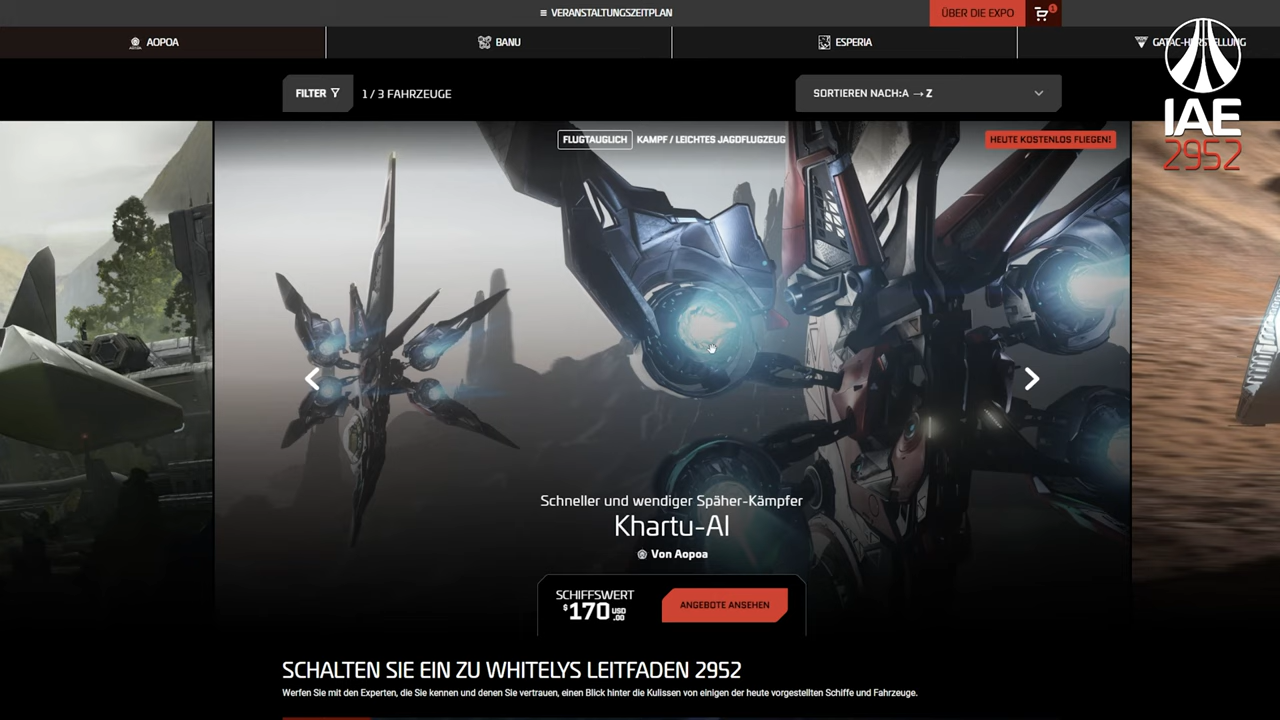 ≡ VERANSTALTUNGSZEITPLAN
ÜBER DIE EXPO
1
AOPOA
BANU
ESPERIA
GATAC-HERSTELLUNG
IAE
2952
FILTER
1 / 3 FAHRZEUGE
SORTIEREN NACH:A → Z
FLUGTAUGLICH
KAMPF / LEICHTES JAGDFLUGZEUG
HEUTE KOSTENLOS FLIEGEN!
Schneller und wendiger Späher-Kämpfer
Khartu-Al
Von Aopoa
SCHIFFSWERT
$170.00 USD
ANGEBOTE ANSEHEN
SCHALTEN SIE EIN ZU WHITELYS LEITFADEN 2952
Werfen Sie mit den Experten, die Sie kennen und denen Sie vertrauen, einen Blick hinter die Kulissen von einigen der heute vorgestellten Schiffe und Fahrzeuge.